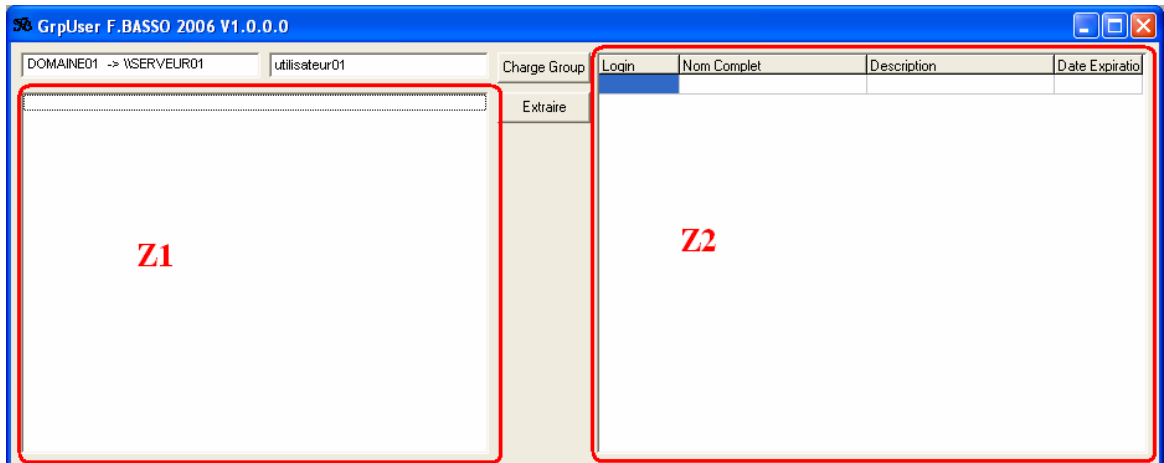 GrpUser F.BASSO 2006 V1.0.0.0
DOMAINE01 -> \\SERVEUR01 utilisateur01 Charge Group Login Nom Complet Description Date Expiratio
Extraire
Z1 Z2